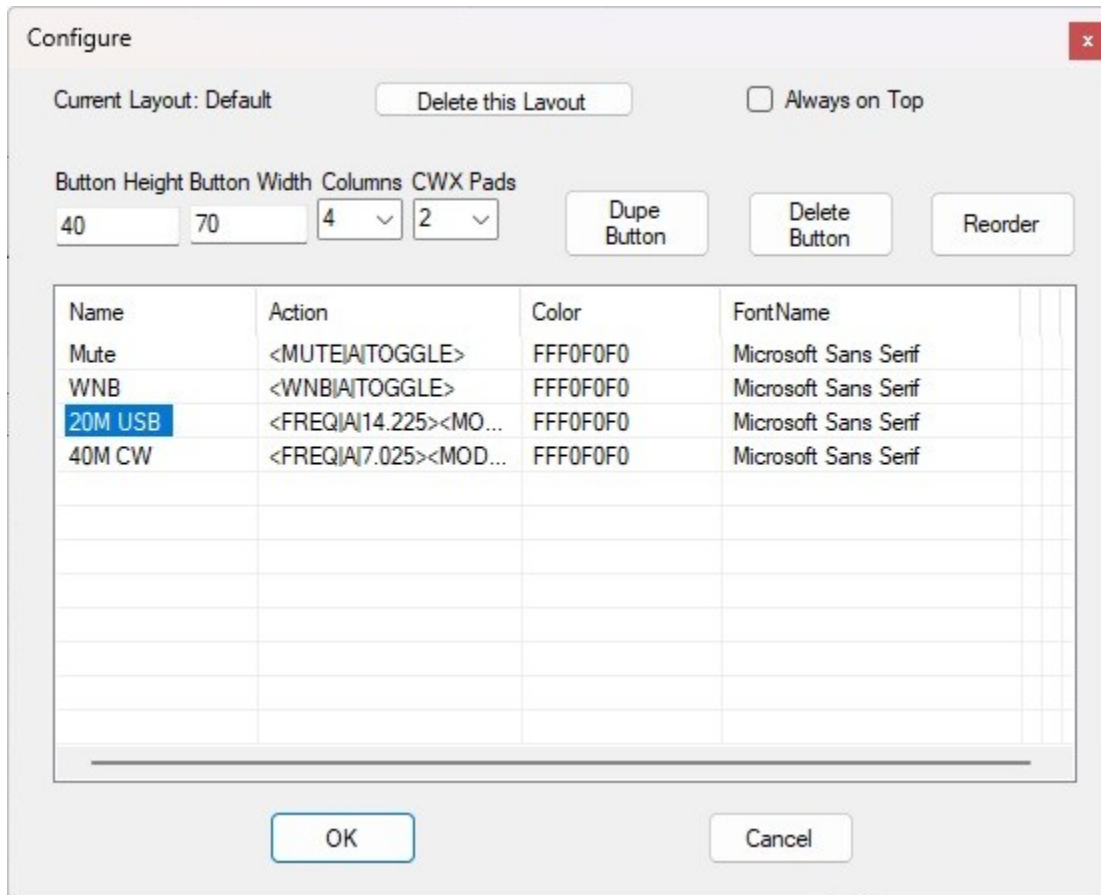 Configure
x
Current Layout: Default
Delete this Layout
Always on Top
Button Height Button Width Columns CWX Pads
40
70
4
2
Dupe
Button
Delete
Button
Reorder
Name Action Color FontName
Mute <MUTE|A|TOGGLE> FFF0F0F0 Microsoft Sans Serif
WNB <WNB|A|TOGGLE> FFF0F0F0 Microsoft Sans Serif
20M USB <FREQ|A|14.225><MO... FFF0F0F0 Microsoft Sans Serif
40M CW <FREQ|A|7.025><MOD... FFF0F0F0 Microsoft Sans Serif
OK
Cancel